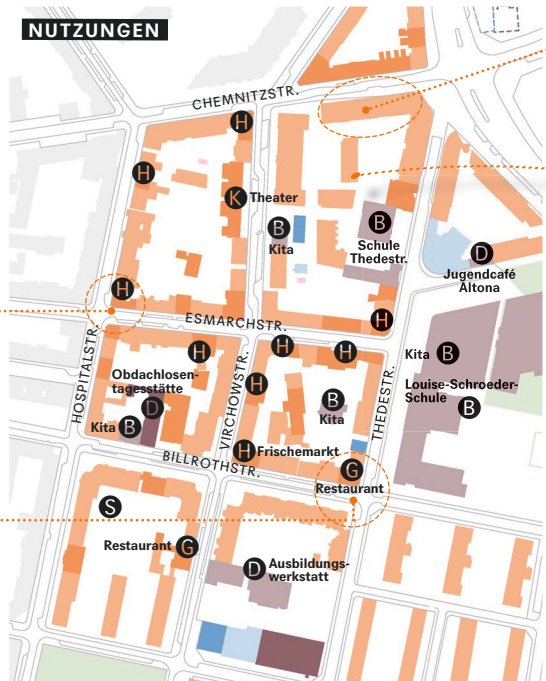 NUTZUNGEN
CHEMNITZSTR.
H
H
K Theater
B
Kita
B
Schule
Thedestr.
D
Jugendcafé
Altona
H
ESMARCHSTR.
H
HOSPITALSTR.
H
H
H
VIRCHOWSTR.
THEDESTR.
Kita B
Obdachlosen-
tagesstätte
D
H
Louise-Schroeder-
Schule
B
B
Kita
Kita B
H Frischemarkt
BILLROTHSTR.
G
Restaurant
S
Restaurant G
D Ausbildungs-
werkstatt